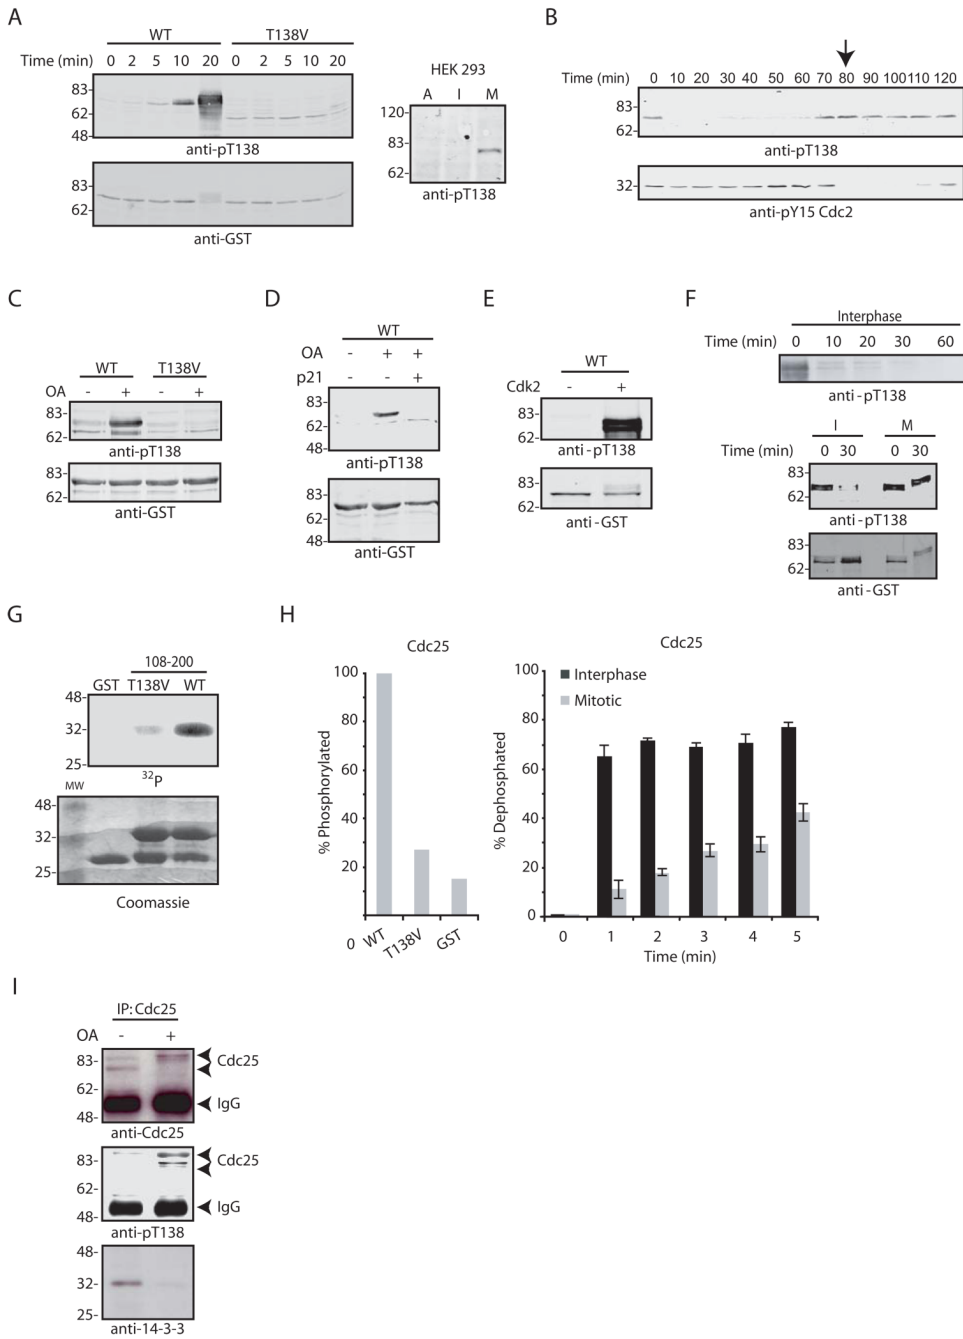 A
WT T138V
Time (min) 0 2 5 10 20 0 2 5 10 20
83-
62-
48-
anti-pT138
83-
62-
anti-GST
HEK 293
A I M
120-
83-
62-
anti-pT138
B
Time (min) 0 10 20 30 40 50 60 70 80 90 100 110 120
83-
62-
anti-pT138
32-
anti-pY15 Cdc2
C
WT T138V
OA - + - +
83-
62-
anti-pT138
83-
62-
anti-GST
D
WT
OA - + +
p21 - - +
83-
62-
48-
anti-pT138
83-
62-
48-
anti-GST
E
WT
Cdk2 - +
83-
62-
anti-pT138
83-
62-
anti-GST
F
Interphase
Time (min) 0 10 20 30 60
anti-pT138
I M
Time (min) 0 30 0 30
83-
62-
anti-pT138
83-
62-
anti-GST
G
108-200
GST T138V WT
48-
32-
25-
32P
MW
48-
32-
25-
Coomassie
H
Cdc25
% Phosphorylated
100
80
60
40
20
0
WT T138V GST
Cdc25
Interphase
Mitotic
% Dephosphated
100
80
60
40
20
0
0 1 2 3 4 5
Time (min)
I
IP: Cdc25
OA - +
83-
62-
48-
Cdc25
IgG
anti-Cdc25
83-
62-
48-
Cdc25
IgG
anti-pT138
48-
32-
25-
anti-14-3-3